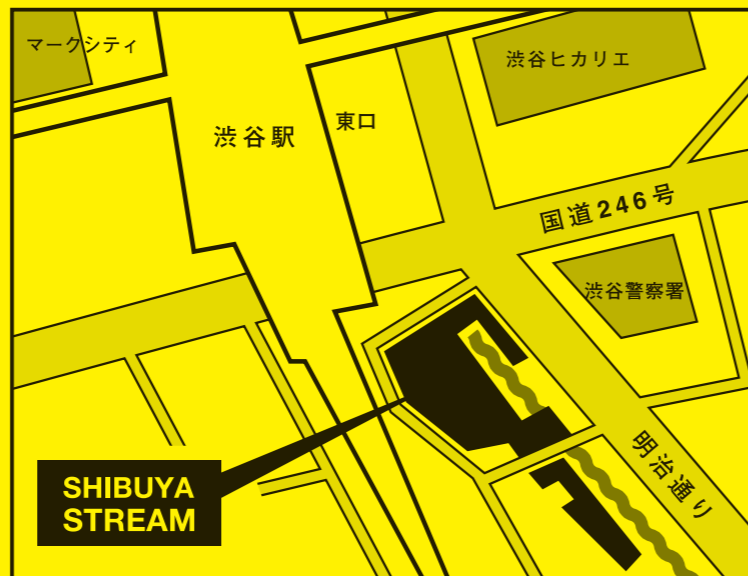 マークシティ
渋谷ヒカリエ
渋谷駅
東口
国道246号
渋谷警察署
明治通り
SHIBUYA
STREAM